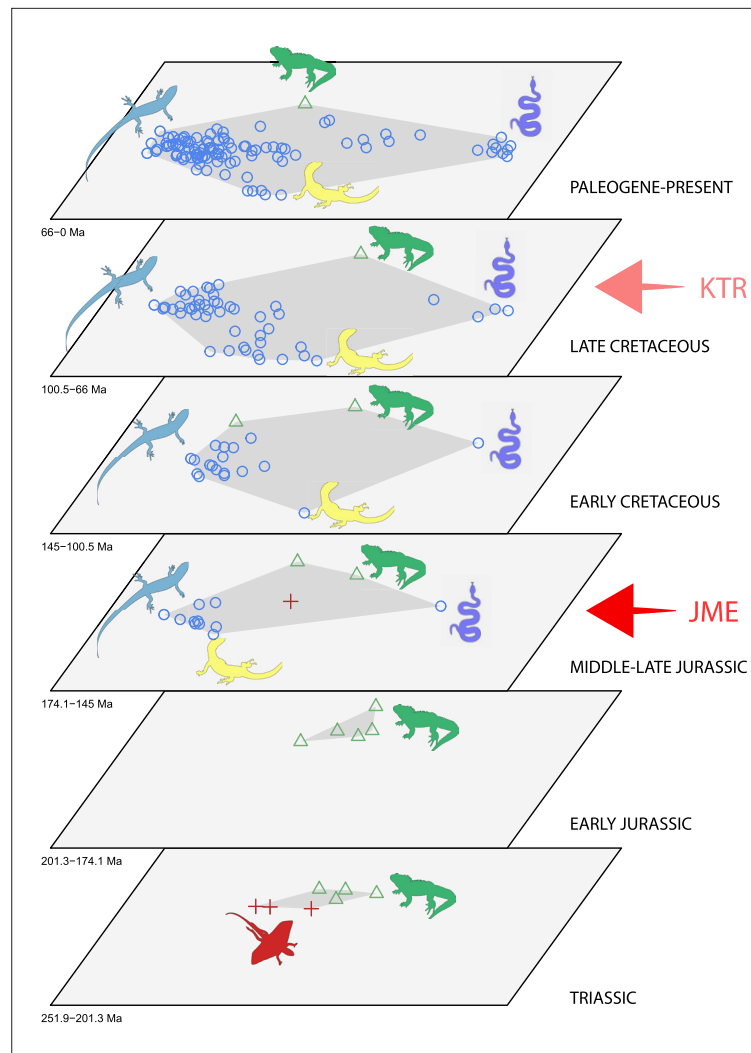 PALEOGENE-PRESENT
66−0 Ma
KTR
LATE CRETACEOUS
100.5−66 Ma
EARLY CRETACEOUS
145−100.5 Ma
JME
MIDDLE-LATE JURASSIC
174.1−145 Ma
EARLY JURASSIC
201.3−174.1 Ma
TRIASSIC
251.9−201.3 Ma